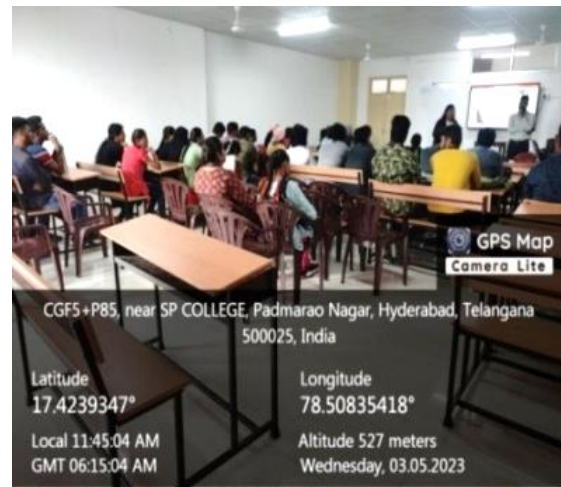 GPS Map
Camera Lite
CGF5+P85, near SP COLLEGE, Padmarao Nagar, Hyderabad, Telangana
500025, India
Latitude
17.4239347°
Longitude
78.50835418°
Local 11:45:04 AM
GMT 06:15:04 AM
Altitude 527 meters
Wednesday, 03.05.2023